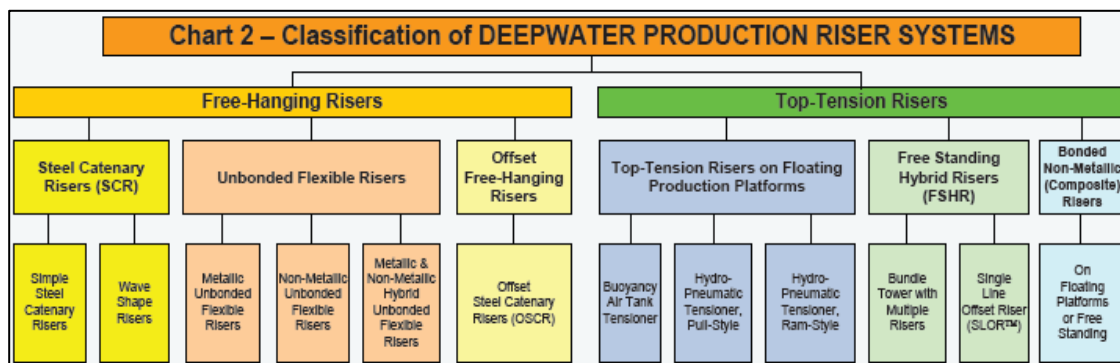 Chart 2 – Classification of DEEPWATER PRODUCTION RISER SYSTEMS
Free-Hanging Risers
Top-Tension Risers
Steel Catenary
Risers (SCR)
Unbonded Flexible Risers
Offset
Free-Hanging
Risers
Top-Tension Risers on Floating
Production Platforms
Free Standing
Hybrid Risers
(FSHR)
Bonded
Non-Metallic
(Composite)
Risers
Simple
Steel
Catenary
Risers
Wave
Shape
Risers
Metallic
Unbonded
Flexible
Risers
Non-Metallic
Unbonded
Flexible
Risers
Metallic &
Non-Metallic
Hybrid
Unbonded
Flexible
Risers
Offset
Steel Catenary
Risers (OSCR)
Buoyancy
Air Tank
Tensioner
Hydro-
Pneumatic
Tensioner,
Pull-Style
Hydro-
Pneumatic
Tensioner,
Ram-Style
Bundle
Tower with
Multiple
Risers
Single
Line
Offset Riser
(SLOR™)
On
Floating
Platforms
or Free
Standing